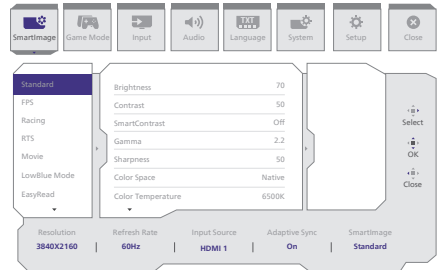 SmartImage
Game Mode
Input
Audio
TXT
Language
System
Setup
Close
Standard
FPS
Racing
RTS
Movie
LowBlue Mode
EasyRead
Brightness 70
Contrast 50
SmartContrast Off
Gamma 2.2
Sharpness 50
Color Space Native
Color Temperature 6500K
Select
OK
Close
Resolution Refresh Rate Input Source Adaptive Sync SmartImage
3840X2160 | 60Hz | HDMI 1 | On | Standard